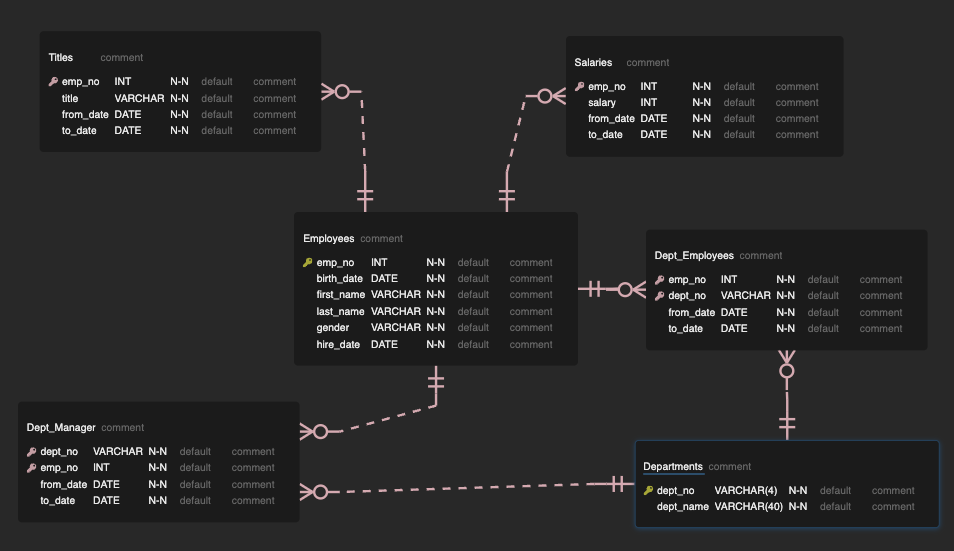 Titles comment
emp_no INT N-N default comment
title VARCHAR N-N default comment
from_date DATE N-N default comment
to_date DATE N-N default comment
Salaries comment
emp_no INT N-N default comment
salary INT N-N default comment
from_date DATE N-N default comment
to_date DATE N-N default comment
Employees comment
emp_no INT N-N default comment
birth_date DATE N-N default comment
first_name VARCHAR N-N default comment
last_name VARCHAR N-N default comment
gender VARCHAR N-N default comment
hire_date DATE N-N default comment
Dept_Employees comment
emp_no INT N-N default comment
dept_no VARCHAR N-N default comment
from_date DATE N-N default comment
to_date DATE N-N default comment
Dept_Manager comment
dept_no VARCHAR N-N default comment
emp_no INT N-N default comment
from_date DATE N-N default comment
to_date DATE N-N default comment
Departments comment
dept_no VARCHAR(4) N-N default comment
dept_name VARCHAR(40) N-N default comment